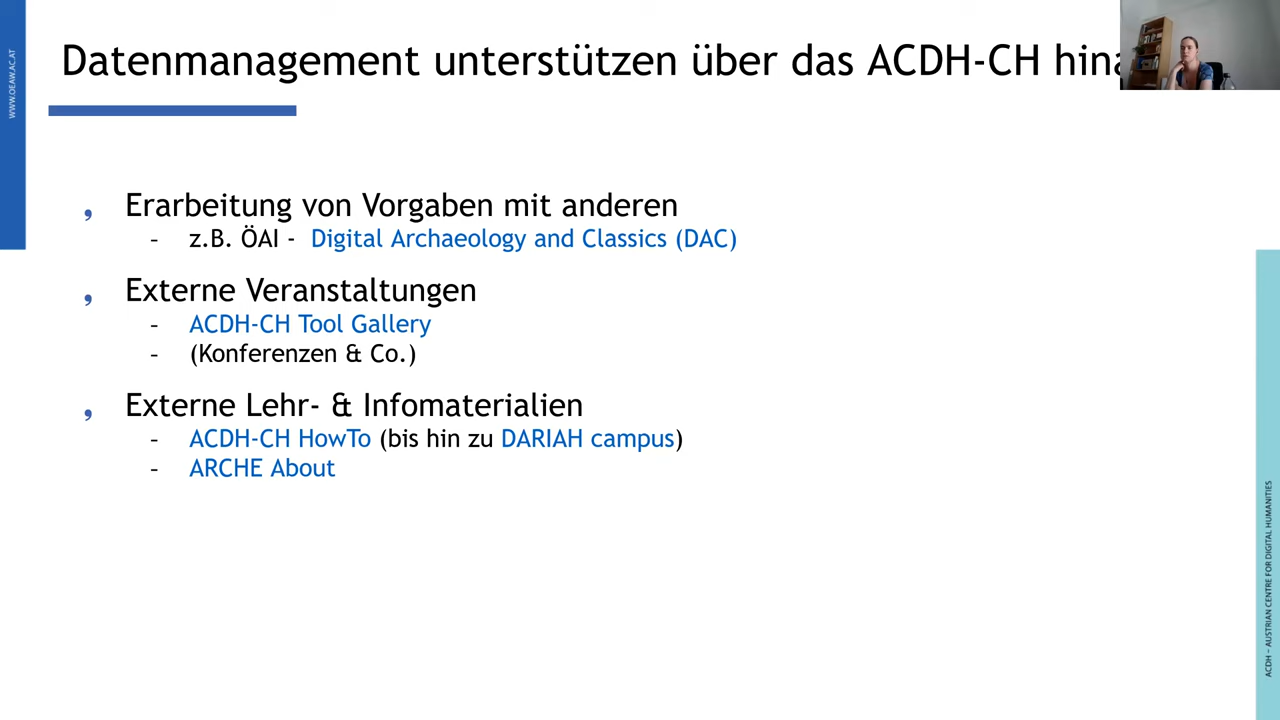 Datenmanagement unterstützen über das ACDH-CH hina
WWW.OEAW.AC.AT
Erarbeitung von Vorgaben mit anderen
- z.B. ÖAI - Digital Archaeology and Classics (DAC)
Externe Veranstaltungen
- ACDH-CH Tool Gallery
- (Konferenzen & Co.)
Externe Lehr- & Infomaterialien
- ACDH-CH HowTo (bis hin zu DARIAH campus)
- ARCHE About
ACDH – AUSTRIAN CENTRE FOR DIGITAL HUMANITIES